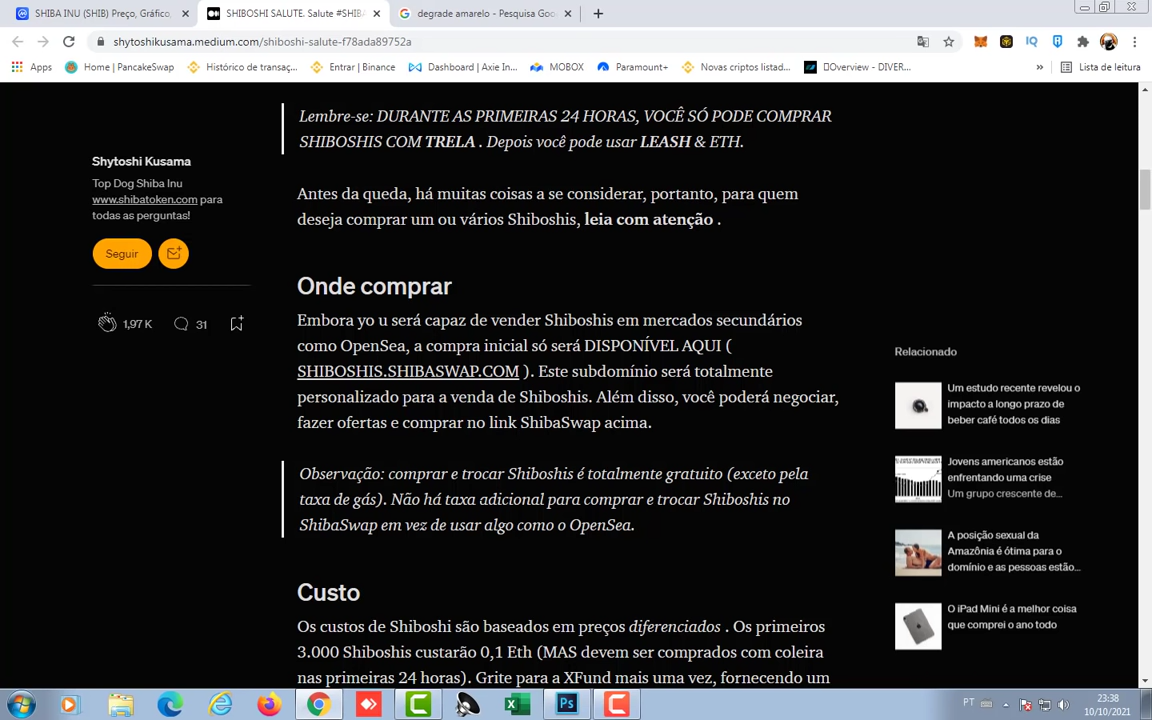 SHIBA INU (SHIB) Preço, Gráfico,
SHIBOSHI SALUTE. Salute #SHIBA
degrade amarelo - Pesquisa Goo
shytoshikusama.medium.com/shiboshi-salute-f78ada89752a
Apps
Home | PancakeSwap
Histórico de transaç...
Entrar | Binance
Dashboard | Axie In...
MOBOX
Paramount+
Novas criptos listad...
Overview - DIVER...
»
Lista de leitura
Lembre-se: DURANTE AS PRIMEIRAS 24 HORAS, VOCÊ SÓ PODE COMPRAR
SHIBOSHIS COM TRELA . Depois você pode usar LEASH & ETH.
Shytoshi Kusama
Top Dog Shiba Inu
www.shibatoken.com para
todas as perguntas!
Seguir
1,97 K
31
Antes da queda, há muitas coisas a se considerar, portanto, para quem
deseja comprar um ou vários Shiboshis, leia com atenção .
Onde comprar
Embora yo u será capaz de vender Shiboshis em mercados secundários
como OpenSea, a compra inicial só será DISPONÍVEL AQUI (
SHIBOSHIS.SHIBASWAP.COM ). Este subdomínio será totalmente
personalizado para a venda de Shiboshis. Além disso, você poderá negociar,
fazer ofertas e comprar no link ShibaSwap acima.
Observação: comprar e trocar Shiboshis é totalmente gratuito (exceto pela
taxa de gás). Não há taxa adicional para comprar e trocar Shiboshis no
ShibaSwap em vez de usar algo como o OpenSea.
Custo
Os custos de Shiboshi são baseados em preços diferenciados . Os primeiros
3.000 Shiboshis custarão 0,1 Eth (MAS devem ser comprados com coleira
nas primeiras 24 horas). Grite para a XFund mais uma vez, fornecendo um
Relacionado
Um estudo recente revelou o
impacto a longo prazo de
beber café todos os dias
Jovens americanos estão
enfrentando uma crise
Um grupo crescente de...
A posição sexual da
Amazônia é ótima para o
domínio e as pessoas estão...
O iPad Mini é a melhor coisa
que comprei o ano todo
PT
23:38
10/10/2021